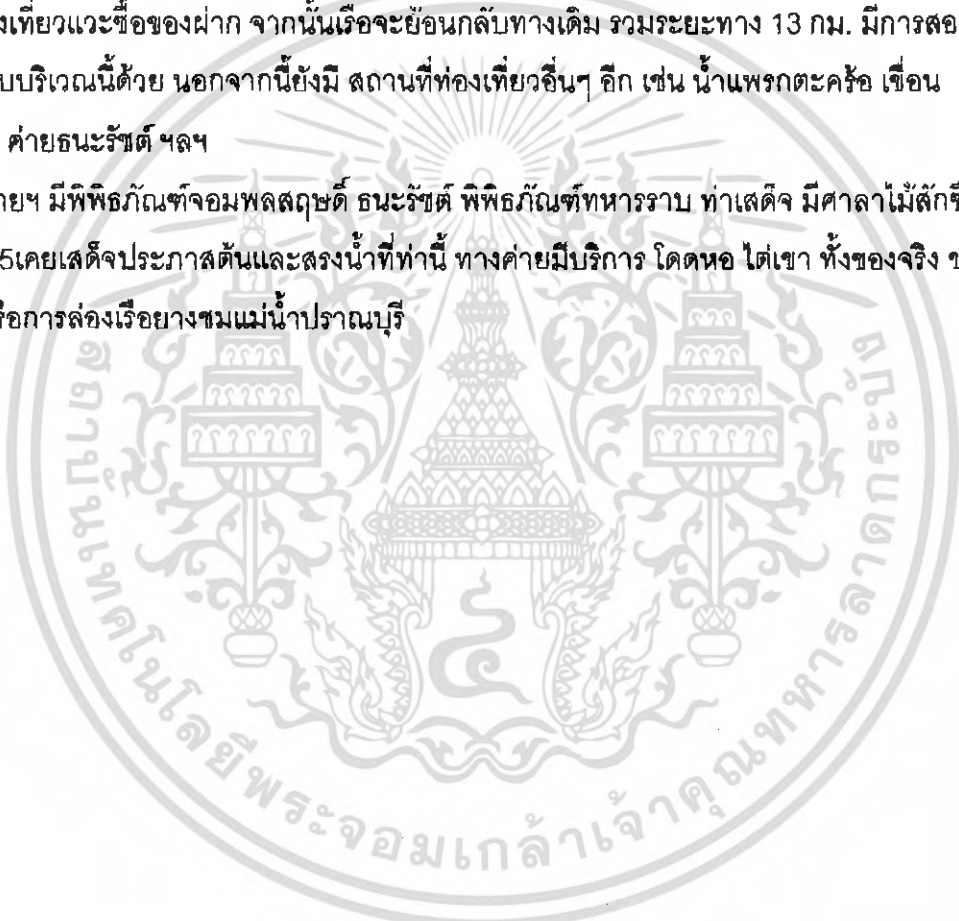 งเที่ยวแวะซื้อของฝาก จากนั้นเรือจะย้อนกลับทางเดิม รวมระยะทาง 13 กม. มีการสอ
บบริเวณนี้ด้วย นอกจากนี้ยังมี สถานที่ท่องเที่ยวอื่นๆ อีก เช่น น้ำแพรกตะคร้อ เขื่อน
ค่ายธนะรัชต์ ฯลฯ
ายฯ มีพิพิธภัณฑ์จอมพลสฤษดิ์ ธนะรัชต์ พิพิธภัณฑ์ทหารราบ ท่าเสด็จ มีศาลาไม้สักซึ
5เคยเสด็จประภาสต้นและสรงน้ำที่ท่านี้ ทางค่ายมีบริการ โดดหอ ไต่เขา ทั้งของจริง ข
รือการล่องเรือยางชมแม่น้ำปราณบุรี
สถาบันเทคโนโลยีพระจอมเกล้าเจ้าคุณทหารลาดกระบัง